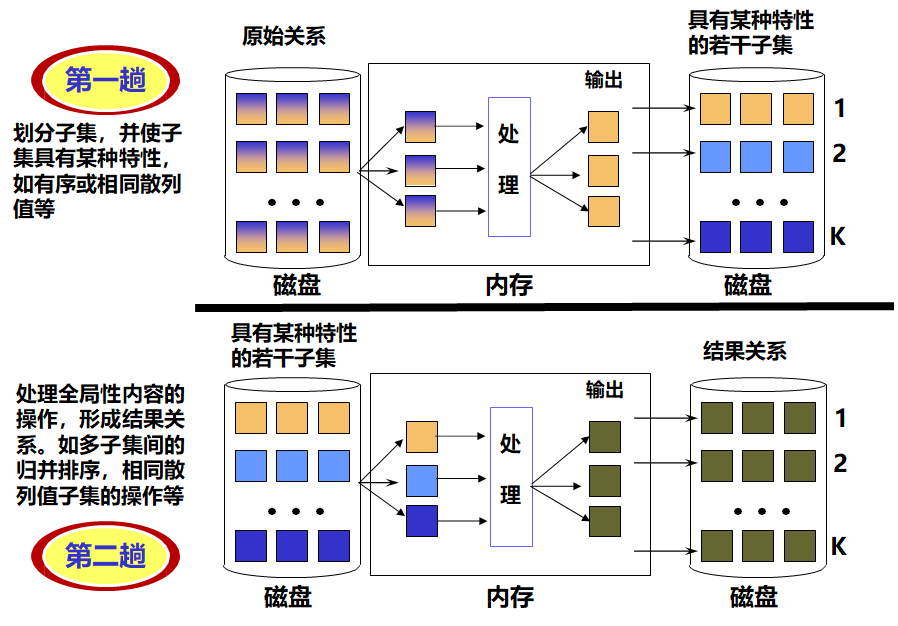 原始关系
具有某种特性
的若干子集
第一趟
划分子集，并使子
集具有某种特性，
如有序或相同散列
值等
处
理
输出
1
2
K
磁盘
内存
磁盘
具有某种特性
的若干子集
结果关系
处理全局性内容的
操作，形成结果关
系。如多子集间的
归并排序，相同散
列值子集的操作等
第二趟
处
理
输出
1
2
K
磁盘
内存
磁盘